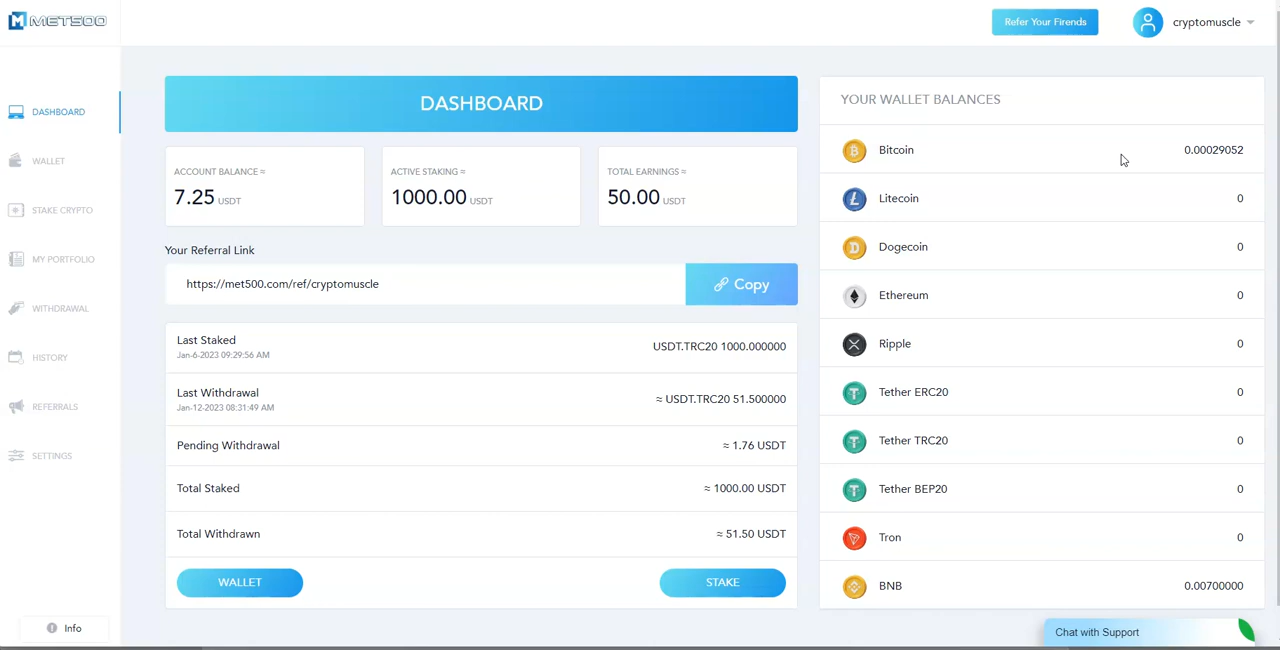 MET500
Refer Your Firends
cryptomuscle
DASHBOARD
WALLET
STAKE CRYPTO
MY PORTFOLIO
WITHDRAWAL
HISTORY
REFERRALS
SETTINGS
Info
DASHBOARD
ACCOUNT BALANCE ≈
7.25 USDT
ACTIVE STAKING ≈
1000.00 USDT
TOTAL EARNINGS ≈
50.00 USDT
Your Referral Link
https://met500.com/ref/cryptomuscle
Copy
Last Staked
Jan-6-2023 09:29:56 AM
USDT.TRC20 1000.000000
Last Withdrawal
Jan-12-2023 08:31:49 AM
≈ USDT.TRC20 51.500000
Pending Withdrawal ≈ 1.76 USDT
Total Staked ≈ 1000.00 USDT
Total Withdrawn ≈ 51.50 USDT
WALLET
STAKE
YOUR WALLET BALANCES
Bitcoin 0.00029052
Litecoin 0
Dogecoin 0
Ethereum 0
Ripple 0
Tether ERC20 0
Tether TRC20 0
Tether BEP20 0
Tron 0
BNB 0.00700000
Chat with Support